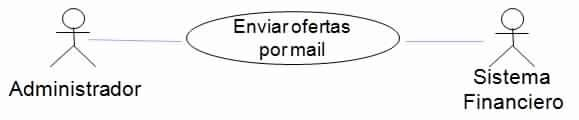 Enviar ofertas
por mail
Administrador
Sistema
Financiero